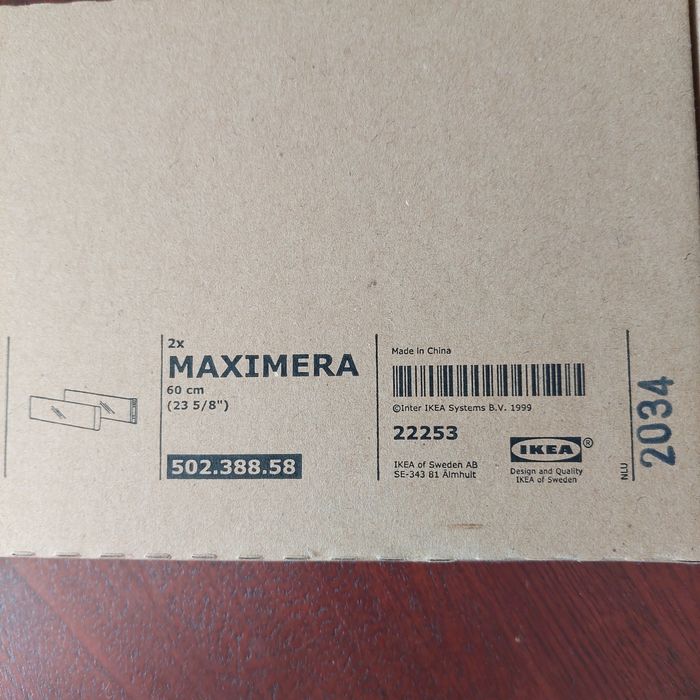 2x
MAXIMERA
60 cm
(23 5/8")
502.388.58
Made in China
©Inter IKEA Systems B.V. 1999
22253
IKEA of Sweden AB
SE-343 81 Älmhult
IKEA®
Design and Quality
IKEA of Sweden
NLU
2034